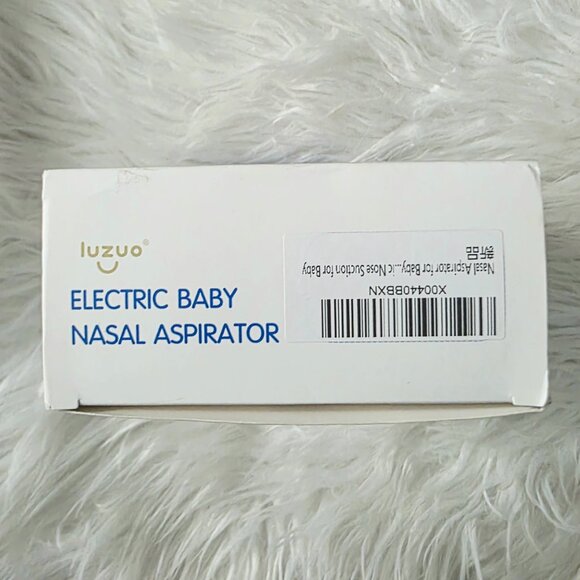 luzuo®
ELECTRIC BABY
NASAL ASPIRATOR
X00440BBXN
Nasal Aspirator for Baby...ic Nose Suction for Baby
新品